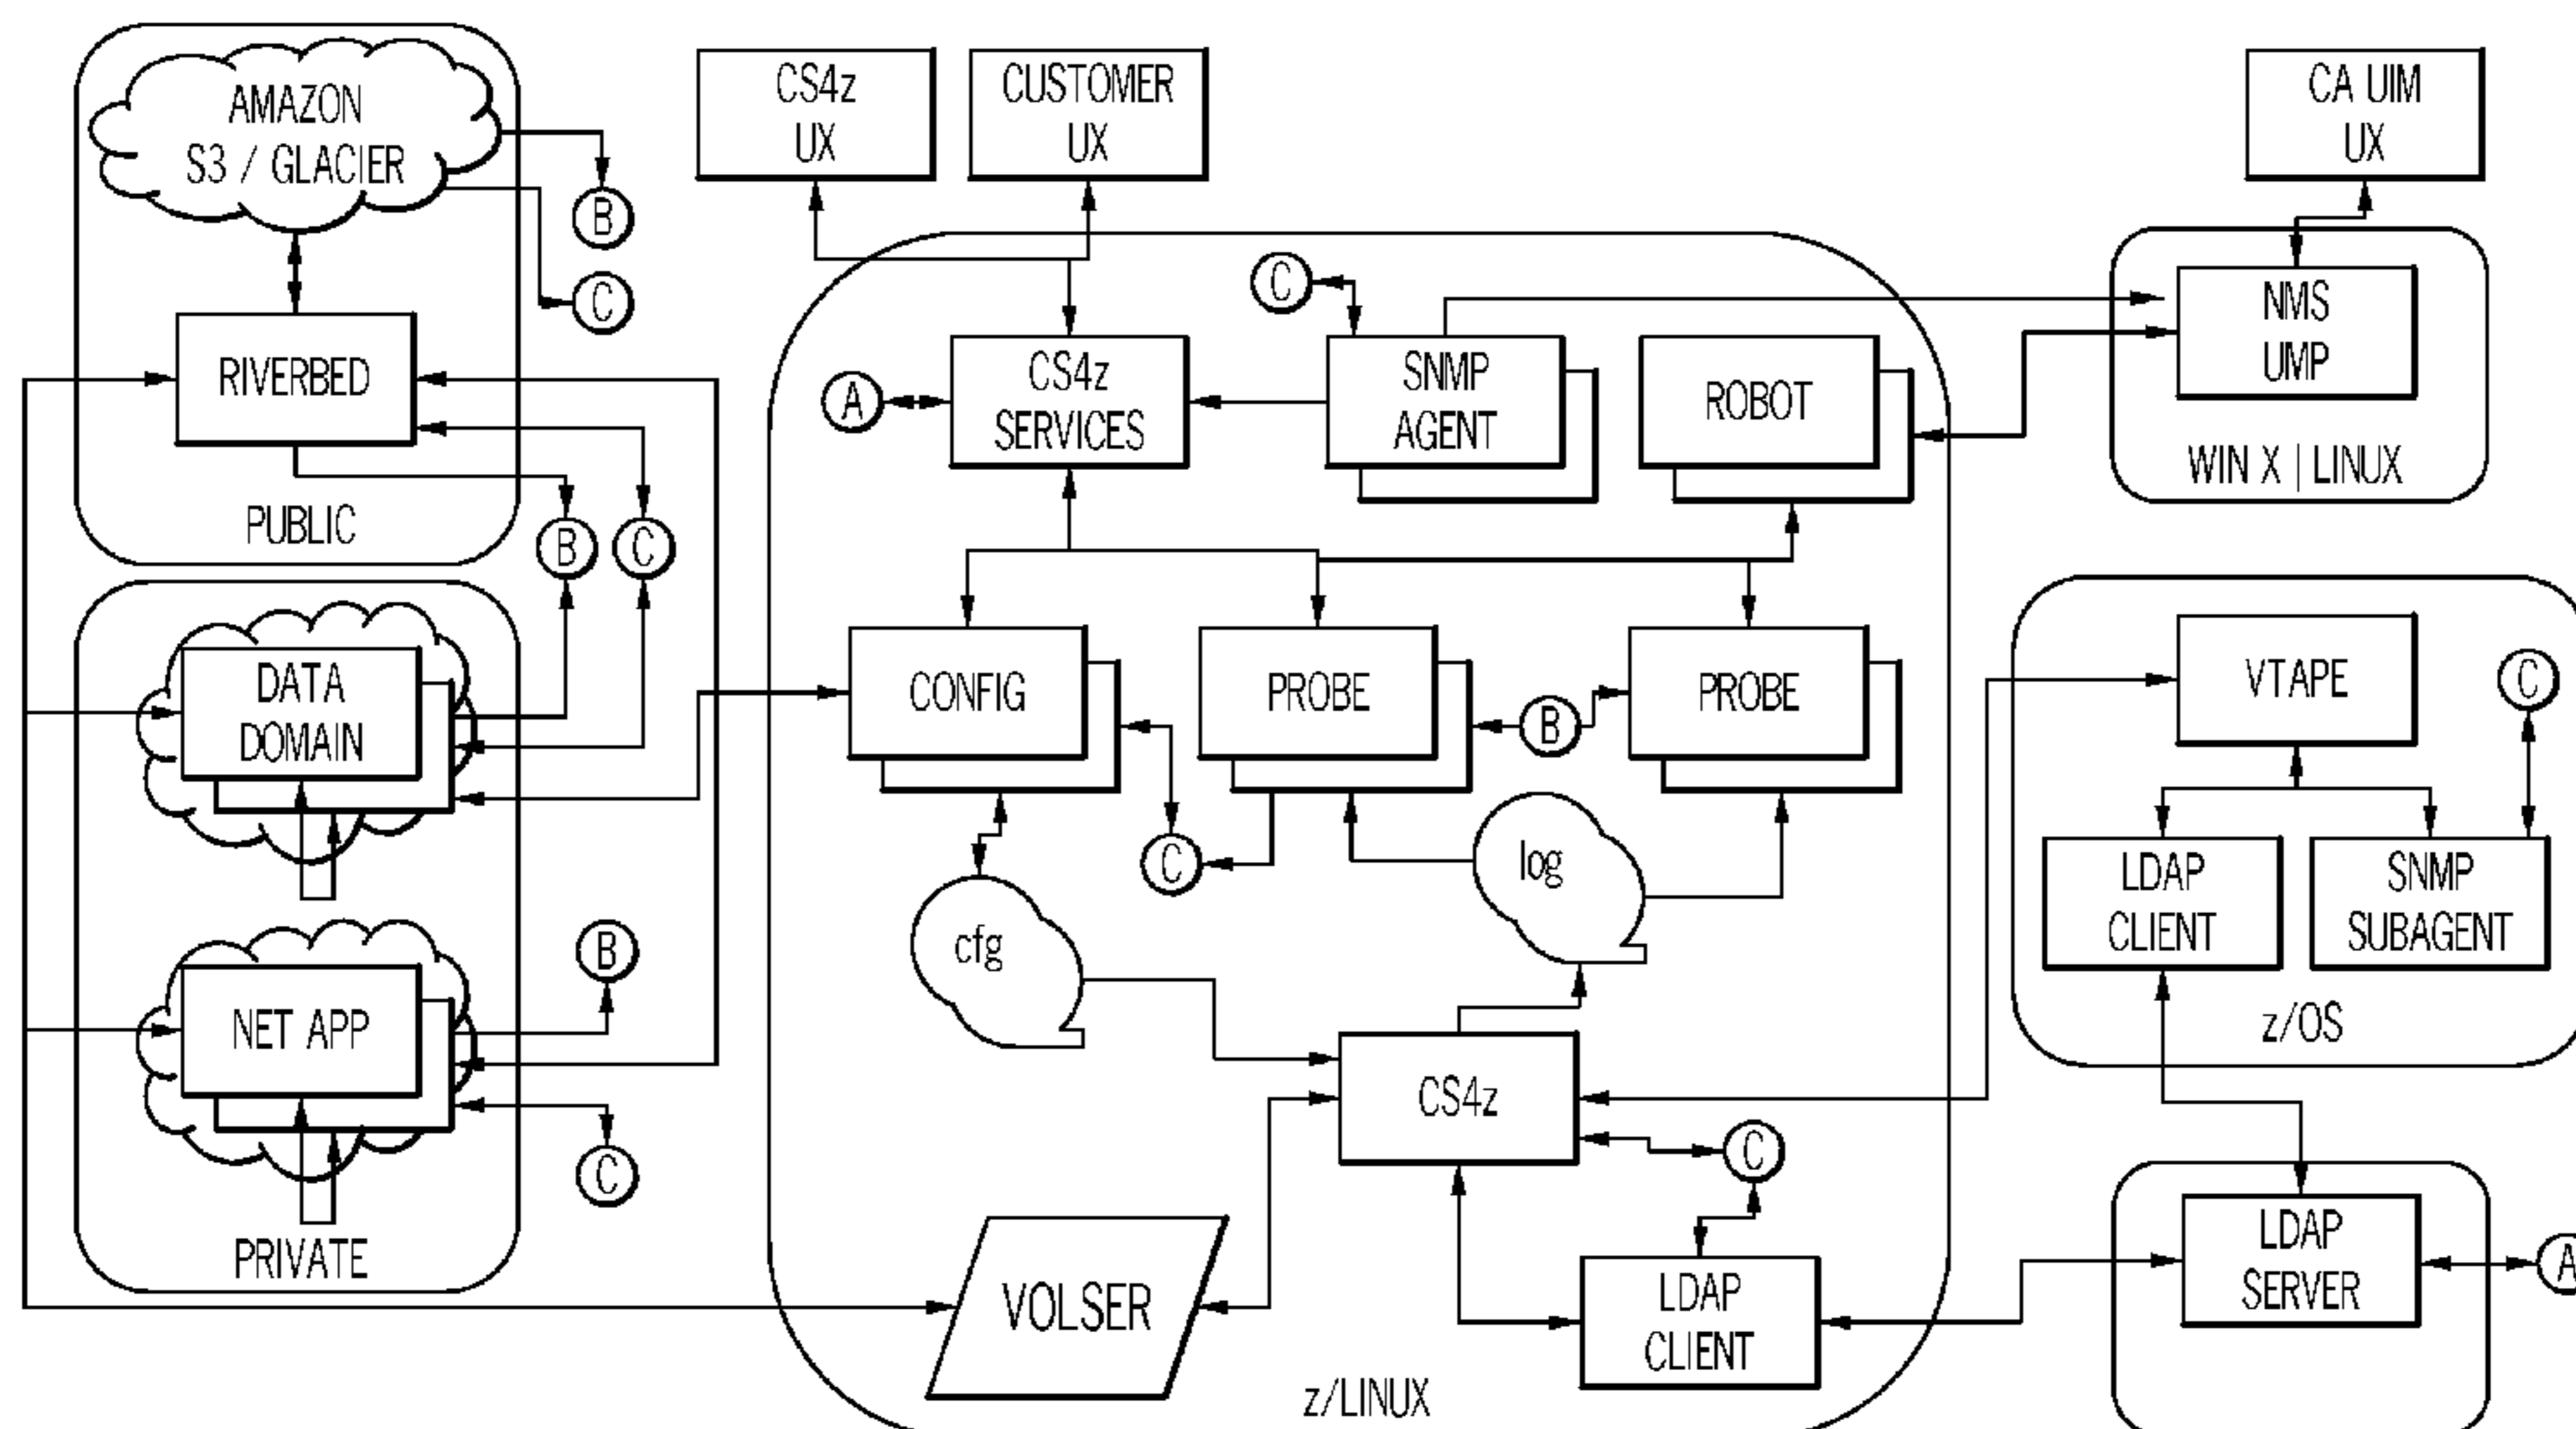 AMAZON
S3 / GLACIER
B
C
RIVERBED
PUBLIC
B
C
DATA
DOMAIN
NET APP
B
C
PRIVATE
CS4z
UX
CUSTOMER
UX
C
A
CS4z
SERVICES
SNMP
AGENT
ROBOT
CONFIG
PROBE
B
PROBE
C
cfg
log
CS4z
C
VOLSER
LDAP
CLIENT
z/LINUX
CA UIM
UX
NMS
UMP
WIN X | LINUX
VTAPE
C
LDAP
CLIENT
SNMP
SUBAGENT
z/OS
LDAP
SERVER
A